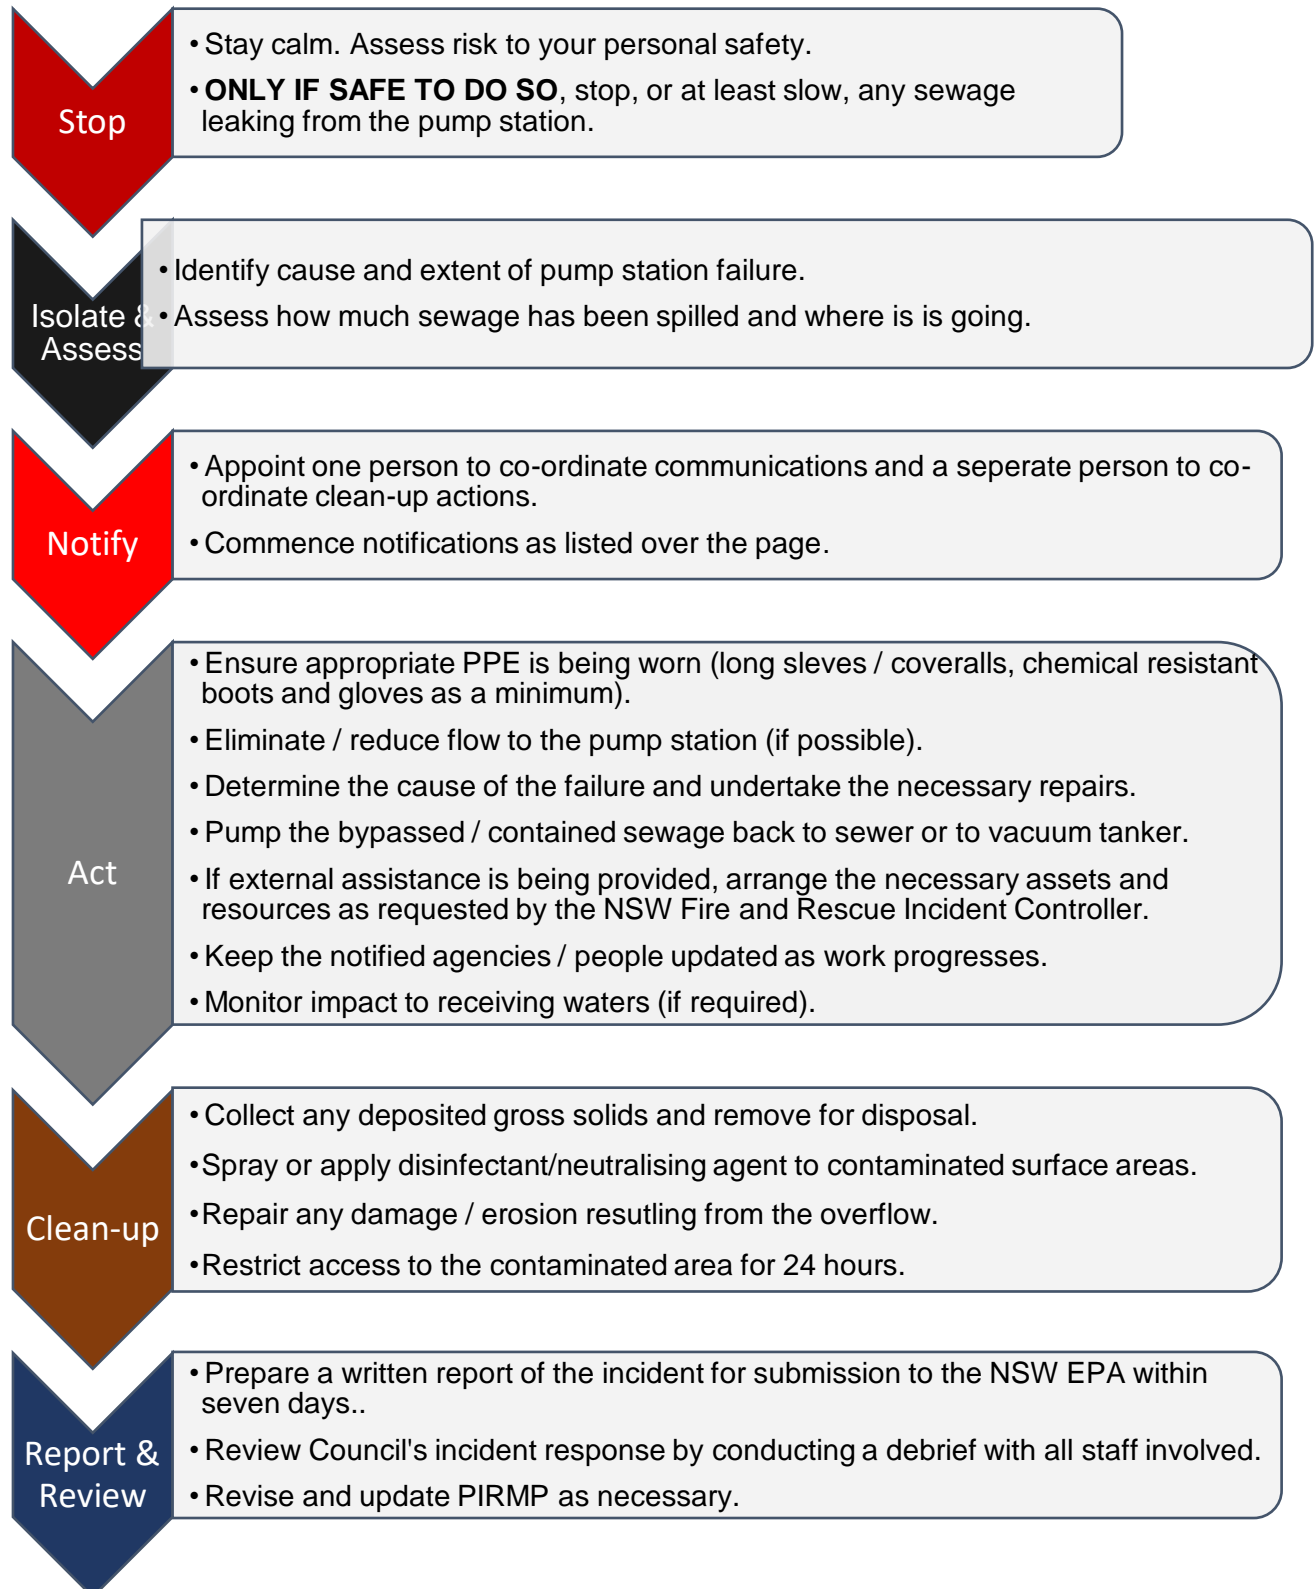 Stop
• Stay calm. Assess risk to your personal safety.
• ONLY IF SAFE TO DO SO, stop, or at least slow, any sewage
leaking from the pump station.
Isolate &
Assess
• Identify cause and extent of pump station failure.
• Assess how much sewage has been spilled and where is is going.
Notify
• Appoint one person to co-ordinate communications and a seperate person to co-
ordinate clean-up actions.
• Commence notifications as listed over the page.
Act
• Ensure appropriate PPE is being worn (long sleves / coveralls, chemical resistant
boots and gloves as a minimum).
• Eliminate / reduce flow to the pump station (if possible).
• Determine the cause of the failure and undertake the necessary repairs.
• Pump the bypassed / contained sewage back to sewer or to vacuum tanker.
• If external assistance is being provided, arrange the necessary assets and
resources as requested by the NSW Fire and Rescue Incident Controller.
• Keep the notified agencies / people updated as work progresses.
• Monitor impact to receiving waters (if required).
Clean-up
• Collect any deposited gross solids and remove for disposal.
• Spray or apply disinfectant/neutralising agent to contaminated surface areas.
• Repair any damage / erosion resutling from the overflow.
• Restrict access to the contaminated area for 24 hours.
Report &
Review
• Prepare a written report of the incident for submission to the NSW EPA within
seven days..
• Review Council's incident response by conducting a debrief with all staff involved.
• Revise and update PIRMP as necessary.